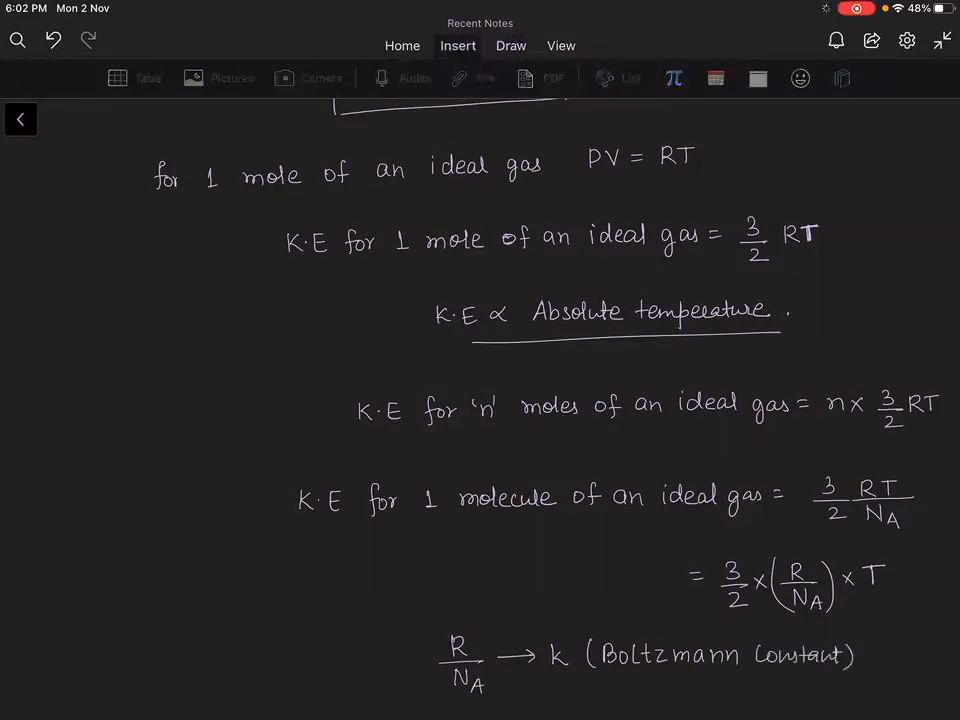 6:02 PM Mon 2 Nov 48%
Recent Notes
Home Insert Draw View
Table Pictures Camera Audio File PDF Link π
for 1 mole of an ideal gas PV = RT
K.E for 1 mole of an ideal gas = 3/2 RT
K.E ∝ Absolute temperature.
K.E for 'n' moles of an ideal gas = n × 3/2 RT
K.E for 1 molecule of an ideal gas = 3/2 RT/N_A
= 3/2 × (R/N_A) × T
R/N_A → k (Boltzmann Constant)